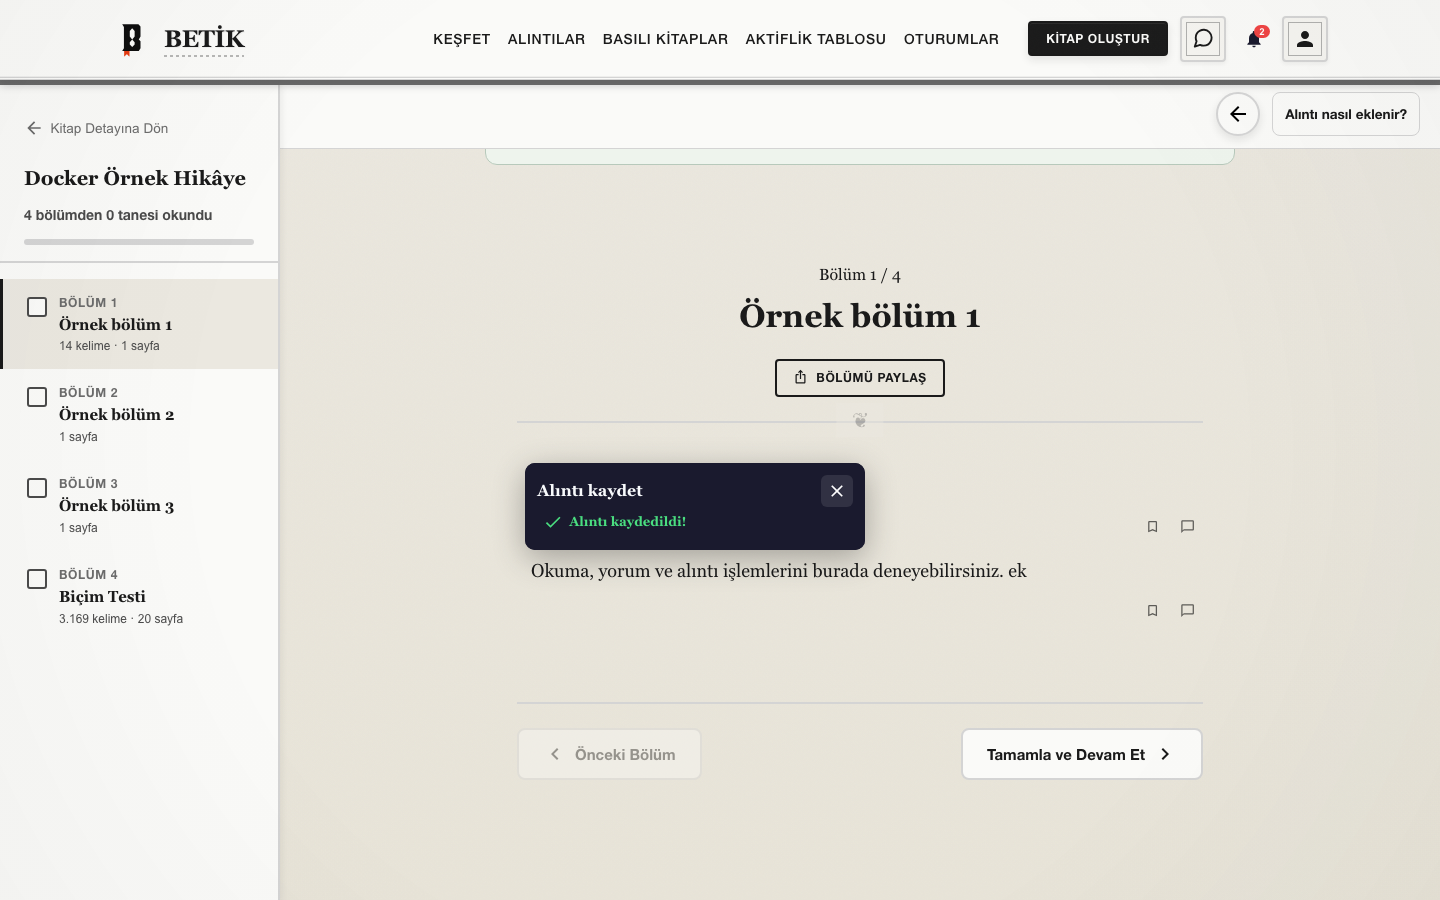 BETİK
KEŞFET ALINTILAR BASILI KİTAPLAR AKTİFLİK TABLOSU OTURUMLAR KİTAP OLUŞTUR 2
Kitap Detayına Dön
Alıntı nasıl eklenir?
Docker Örnek Hikâye
4 bölümden 0 tanesi okundu
BÖLÜM 1
Örnek bölüm 1
14 kelime · 1 sayfa
BÖLÜM 2
Örnek bölüm 2
1 sayfa
BÖLÜM 3
Örnek bölüm 3
1 sayfa
BÖLÜM 4
Biçim Testi
3.169 kelime · 20 sayfa
Bölüm 1 / 4
Örnek bölüm 1
BÖLÜMÜ PAYLAŞ
Alıntı kaydet
Alıntı kaydedildi!
Okuma, yorum ve alıntı işlemlerini burada deneyebilirsiniz. ek
Önceki Bölüm
Tamamla ve Devam Et